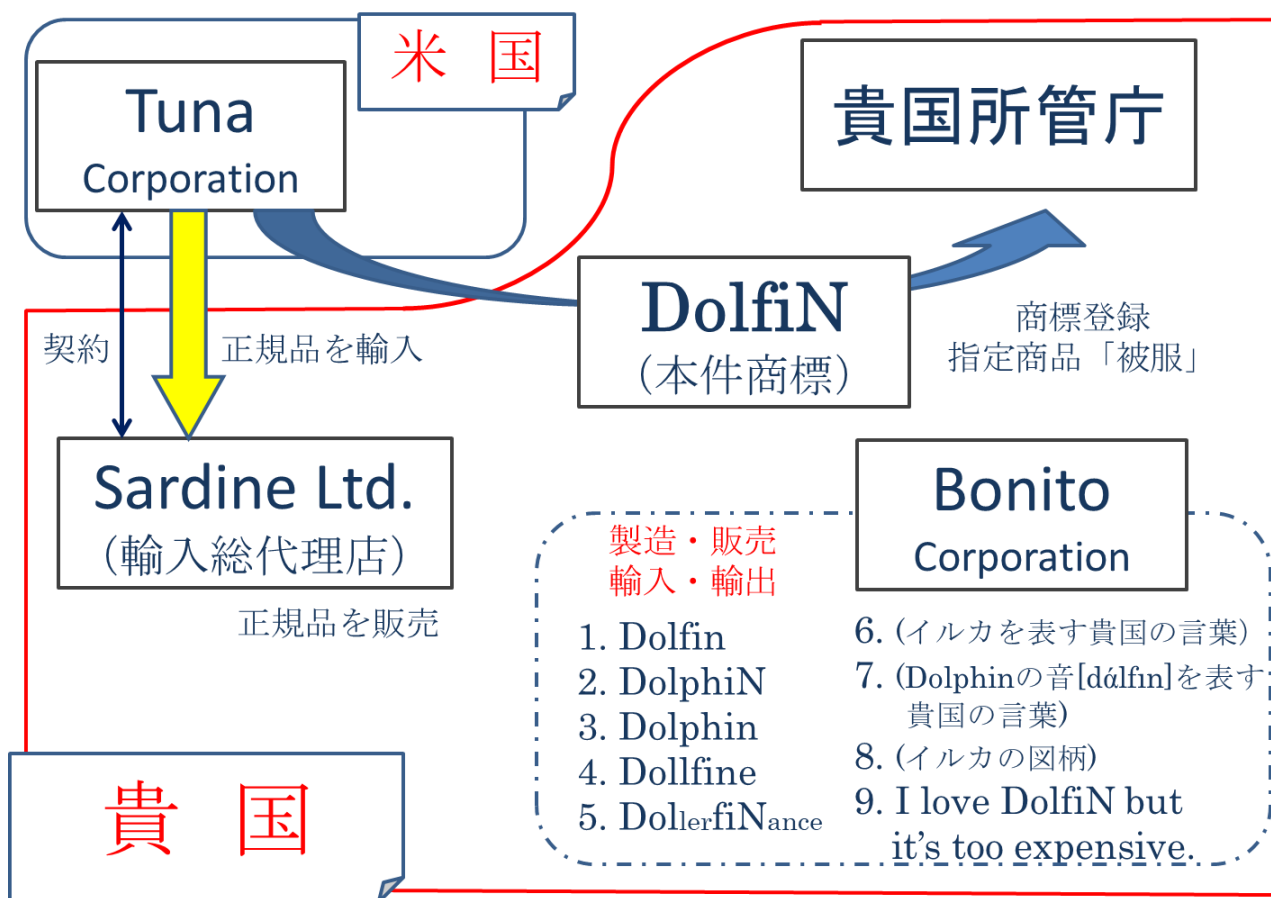 米 国
Tuna
Corporation
貴国所管庁
DolfiN
（本件商標）
商標登録
指定商品「被服」
契約
正規品を輸入
Sardine Ltd.
（輸入総代理店）
正規品を販売
Bonito
Corporation
製造・販売
輸入・輸出
1. Dolfin
2. DolphiN
3. Dolphin
4. Dollfine
5. DollerfiNance
6. (イルカを表す貴国の言葉）
7. (Dolphinの音[dάlfın]を表す
貴国の言葉)
8. (イルカの図柄)
9. I love DolfiN but
it's too expensive.
貴 国